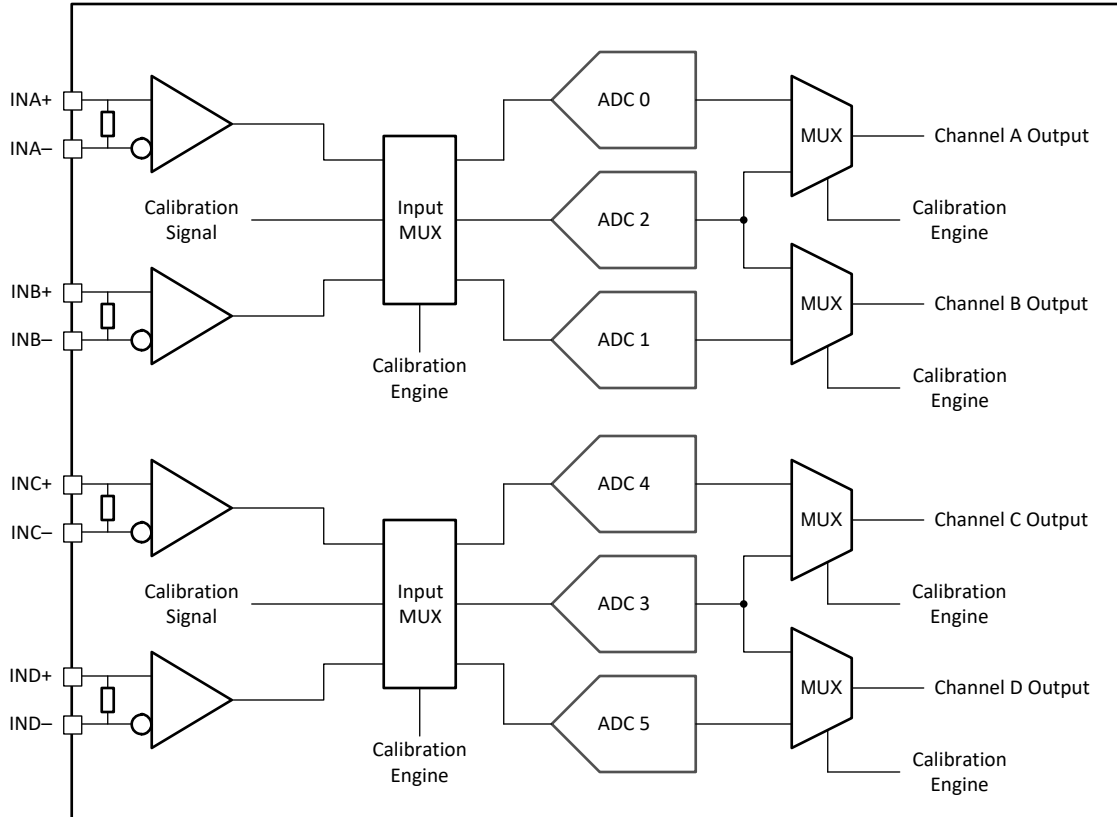 INA+
INA–
ADC 0
MUX
Channel A Output
Calibration
Signal
Input
MUX
ADC 2
Calibration
Engine
INB+
INB–
ADC 1
MUX
Channel B Output
Calibration
Engine
Calibration
Engine
INC+
INC–
ADC 4
MUX
Channel C Output
Calibration
Signal
Input
MUX
ADC 3
Calibration
Engine
IND+
IND–
ADC 5
MUX
Channel D Output
Calibration
Engine
Calibration
Engine